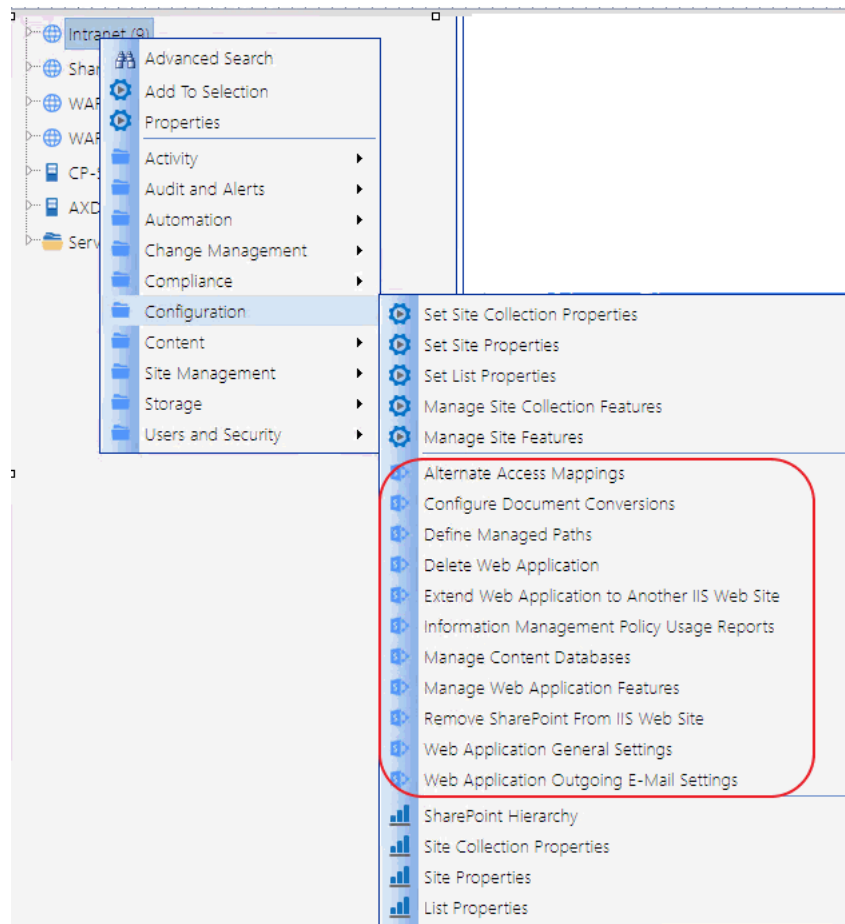 Intranet (9)
Advanced Search
Add To Selection
Properties
Activity
Audit and Alerts
Automation
Change Management
Compliance
Configuration
Content
Site Management
Storage
Users and Security
Set Site Collection Properties
Set Site Properties
Set List Properties
Manage Site Collection Features
Manage Site Features
Alternate Access Mappings
Configure Document Conversions
Define Managed Paths
Delete Web Application
Extend Web Application to Another IIS Web Site
Information Management Policy Usage Reports
Manage Content Databases
Manage Web Application Features
Remove SharePoint From IIS Web Site
Web Application General Settings
Web Application Outgoing E-Mail Settings
SharePoint Hierarchy
Site Collection Properties
Site Properties
List Properties